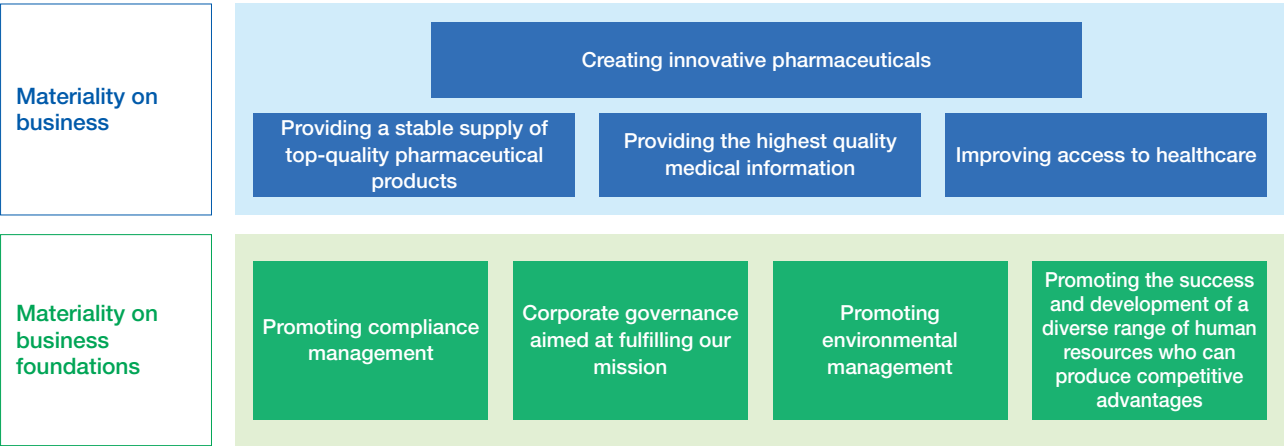 Materiality on
business
Creating innovative pharmaceuticals
Providing a stable supply of
top-quality pharmaceutical
products
Providing the highest quality
medical information
Improving access to healthcare
Materiality on
business
foundations
Promoting compliance
management
Corporate governance
aimed at fulfilling our
mission
Promoting
environmental
management
Promoting the success
and development of a
diverse range of human
resources who can
produce competitive
advantages